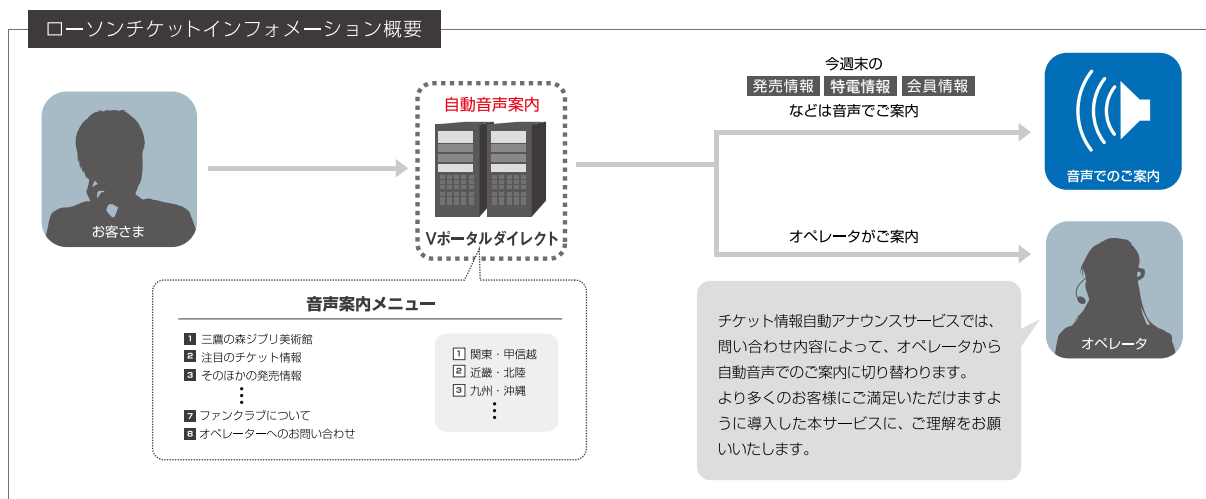 ローソンチケットインフォメーション概要
お客さま
自動音声案内
Vポータルダイレクト
今週末の
発売情報 特電情報 会員情報
などは音声でご案内
音声でのご案内
オペレータがご案内
オペレータ
音声案内メニュー
1 三鷹の森ジブリ美術館
2 注目のチケット情報
3 そのほかの発売情報
⋮
7 ファンクラブについて
8 オペレーターへのお問い合わせ
1 関東・甲信越
2 近畿・北陸
3 九州・沖縄
⋮
チケット情報自動アナウンスサービスでは、
問い合わせ内容によって、オペレータから
自動音声でのご案内に切り替わります。
より多くのお客様にご満足いただけますよ
うに導入した本サービスに、ご理解をお願
いいたします。